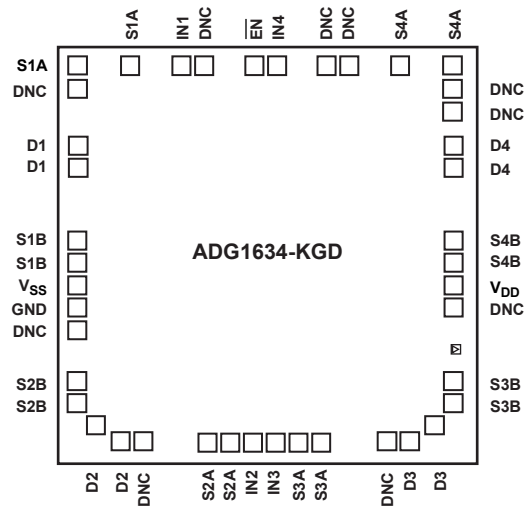 S1A
IN1
DNC
EN
IN4
DNC
DNC
S4A
S4A
S1A
DNC
D1
D1
S1B
S1B
VSS
GND
DNC
S2B
S2B
ADG1634-KGD
DNC
DNC
D4
D4
S4B
S4B
VDD
DNC
S3B
S3B
D2
D2
DNC
S2A
S2A
IN2
IN3
S3A
S3A
DNC
D3
D3